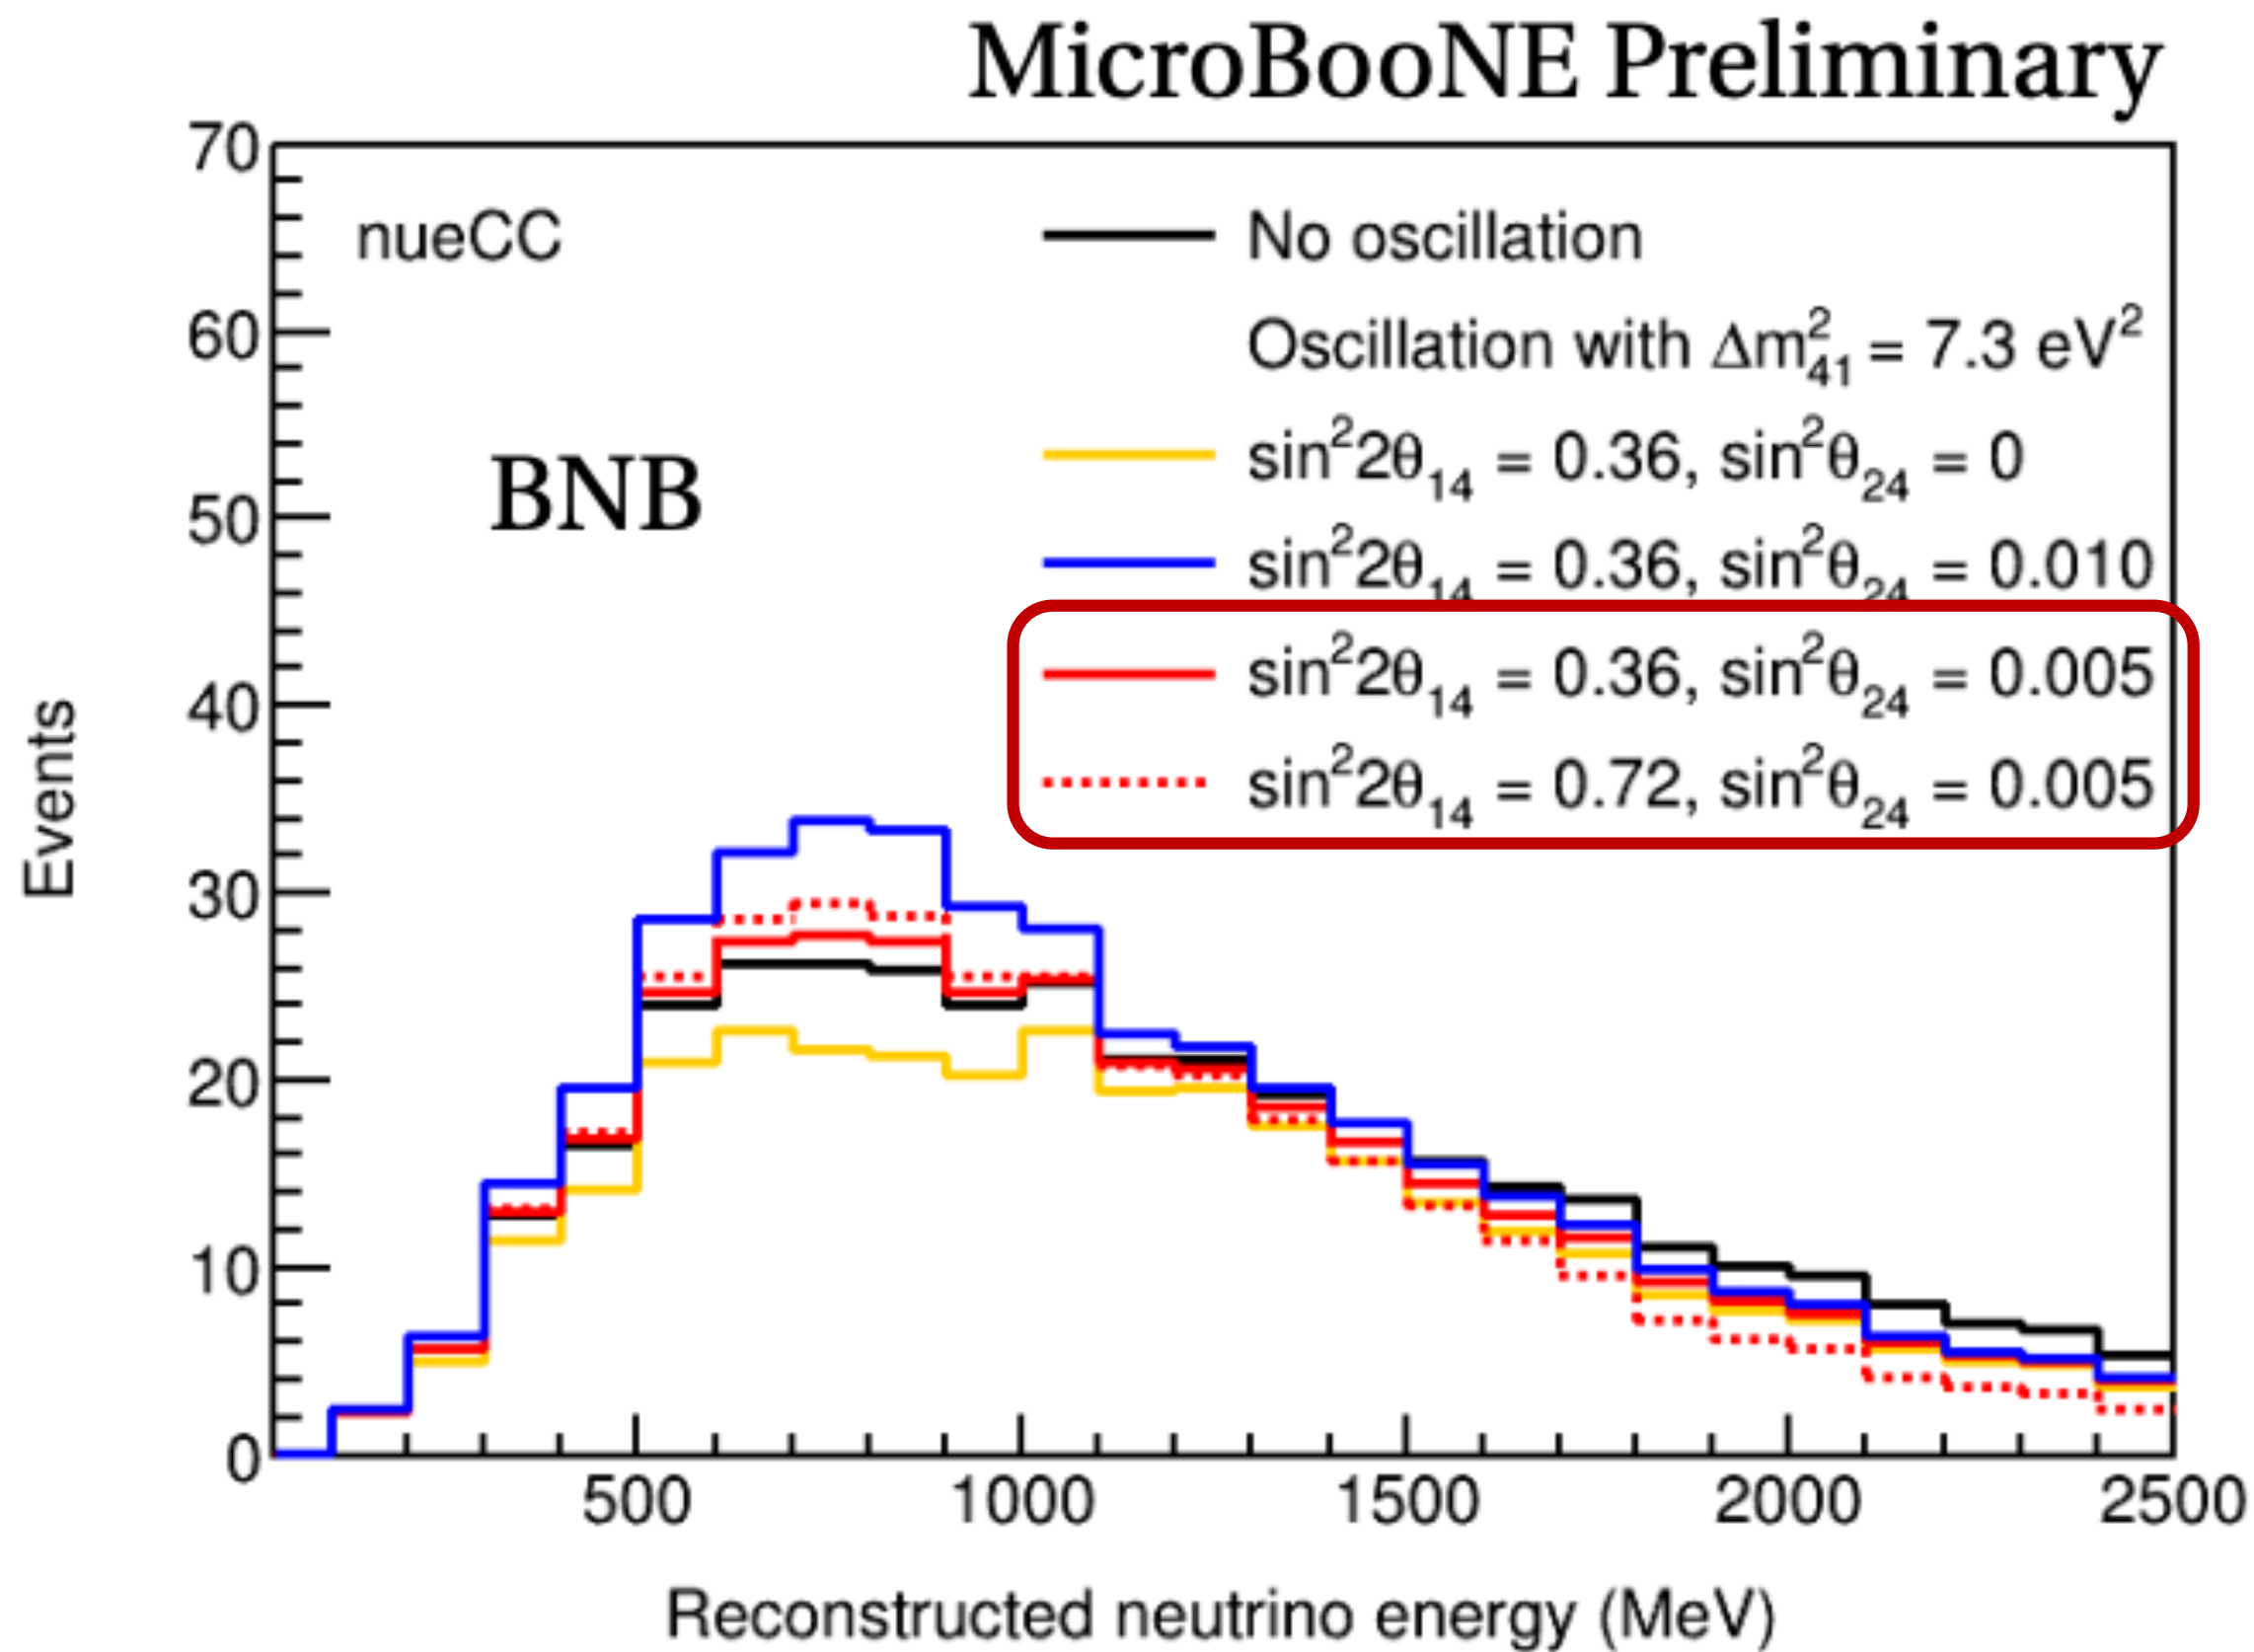 MicroBooNE Preliminary
70
nueCC
No oscillation
60
Oscillation with Δm²₄₁ = 7.3 eV²
sin²2θ₁₄ = 0.36, sin²θ₂₄ = 0
BNB
50
sin²2θ₁₄ = 0.36, sin²θ₂₄ = 0.010
sin²2θ₁₄ = 0.36, sin²θ₂₄ = 0.005
40
sin²2θ₁₄ = 0.72, sin²θ₂₄ = 0.005
Events
30
20
10
0
500 1000 1500 2000 2500
Reconstructed neutrino energy (MeV)